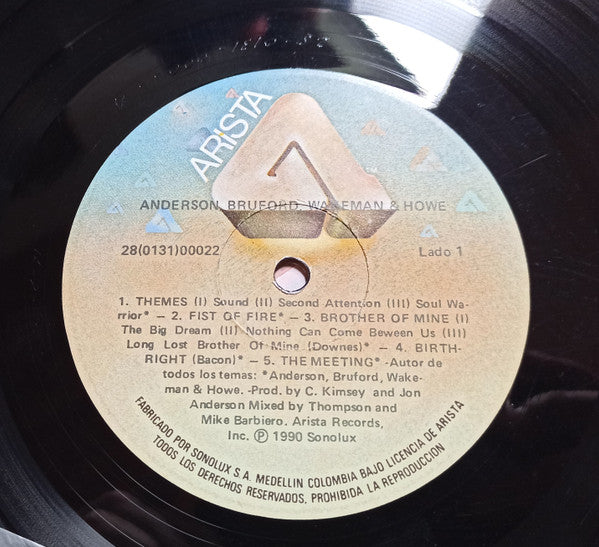 ARISTA
ANDERSON, BRUFORD, WAKEMAN & HOWE
28(0131)00022 Lado 1
1. THEMES (I) Sound (II) Second Attention (III) Soul Wa-
rrior* – 2. FIST OF FIRE* – 3. BROTHER OF MINE (I)
The Big Dream (II) Nothing Can Come Beween Us (III)
Long Lost Brother Of Mine (Downes)* – 4. BIRTH-
RIGHT (Bacon)* – 5. THE MEETING* -Autor de
todos los temas: *Anderson, Bruford, Wake-
man & Howe. -Prod. by C. Kimsey and Jon
Anderson Mixed by Thompson and
Mike Barbiero. Arista Records,
Inc. Ⓟ 1990 Sonolux
FABRICADO POR SONOLUX S.A. MEDELLIN COLOMBIA BAJO LICENCIA DE ARISTA
TODOS LOS DERECHOS RESERVADOS. PROHIBIDA LA REPRODUCCION